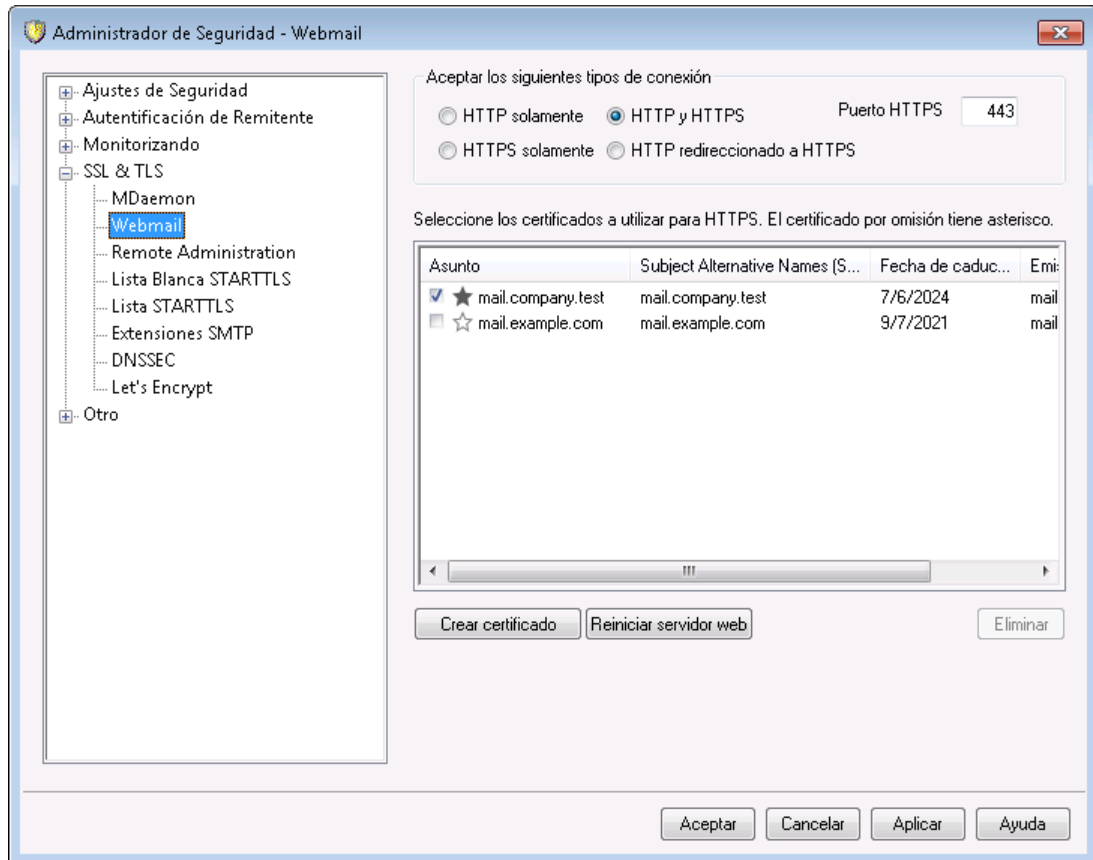 Administrador de Seguridad - Webmail
Ajustes de Seguridad
Autentificación de Remitente
Monitorizando
SSL & TLS
MDaemon
Webmail
Remote Administration
Lista Blanca STARTTLS
Lista STARTTLS
Extensiones SMTP
DNSSEC
Let's Encrypt
Otro
Aceptar los siguientes tipos de conexión
HTTP solamente HTTP y HTTPS Puerto HTTPS 443
HTTPS solamente HTTP redireccionado a HTTPS
Seleccione los certificados a utilizar para HTTPS. El certificado por omisión tiene asterisco.
Asunto Subject Alternative Names (S... Fecha de caduc... Emi
mail.company.test mail.company.test 7/6/2024 mail
mail.example.com mail.example.com 9/7/2021 mail
Crear certificado Reiniciar servidor web Eliminar
Aceptar Cancelar Aplicar Ayuda